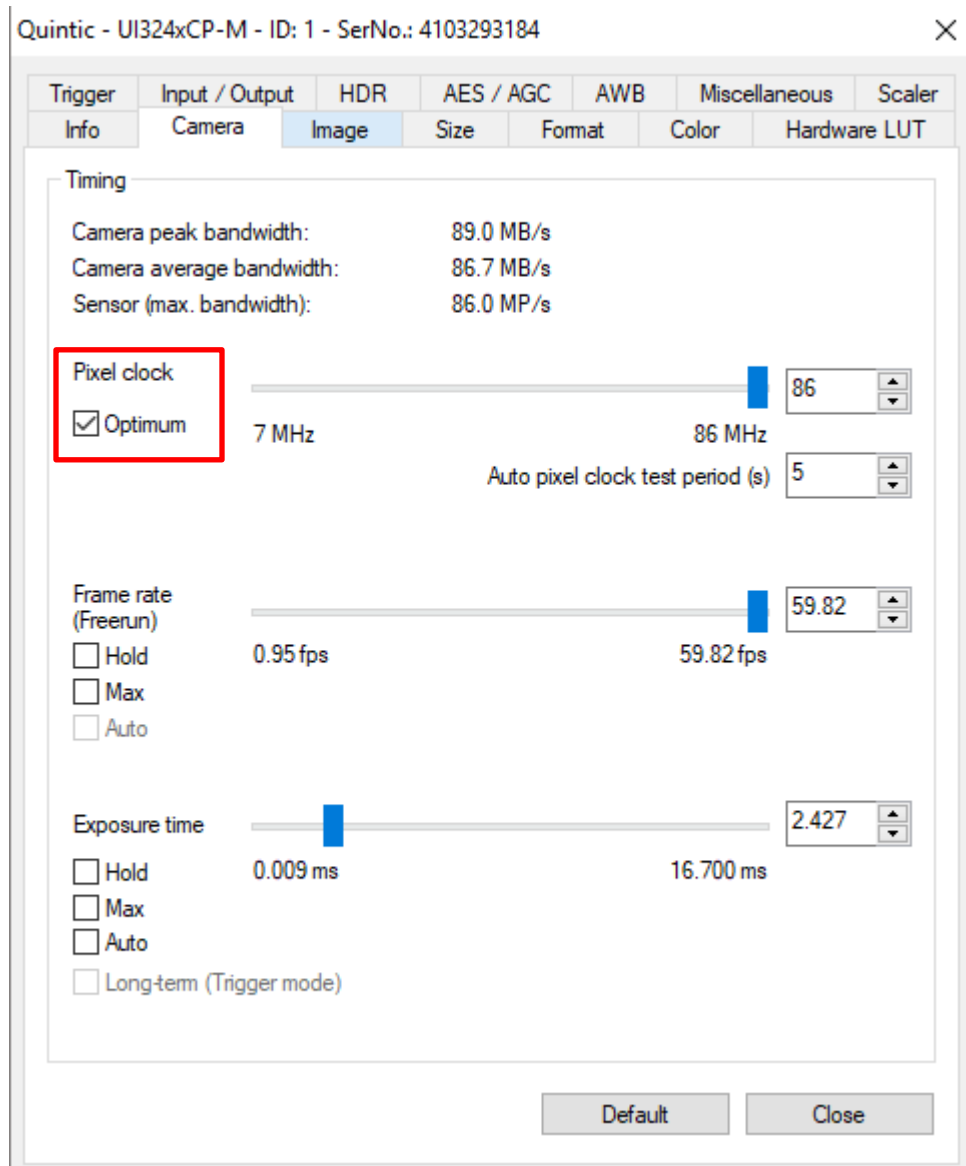 Quintic - UI324xCP-M - ID: 1 - SerNo.: 4103293184
Trigger Input / Output HDR AES / AGC AWB Miscellaneous Scaler
Info Camera Image Size Format Color Hardware LUT
Timing
Camera peak bandwidth: 89.0 MB/s
Camera average bandwidth: 86.7 MB/s
Sensor (max. bandwidth): 86.0 MP/s
Pixel clock 86
Optimum 7 MHz 86 MHz
Auto pixel clock test period (s) 5
Frame rate
(Freerun) 59.82
Hold 0.95 fps 59.82 fps
Max
Auto
Exposure time 2.427
Hold 0.009 ms 16.700 ms
Max
Auto
Long-term (Trigger mode)
Default Close